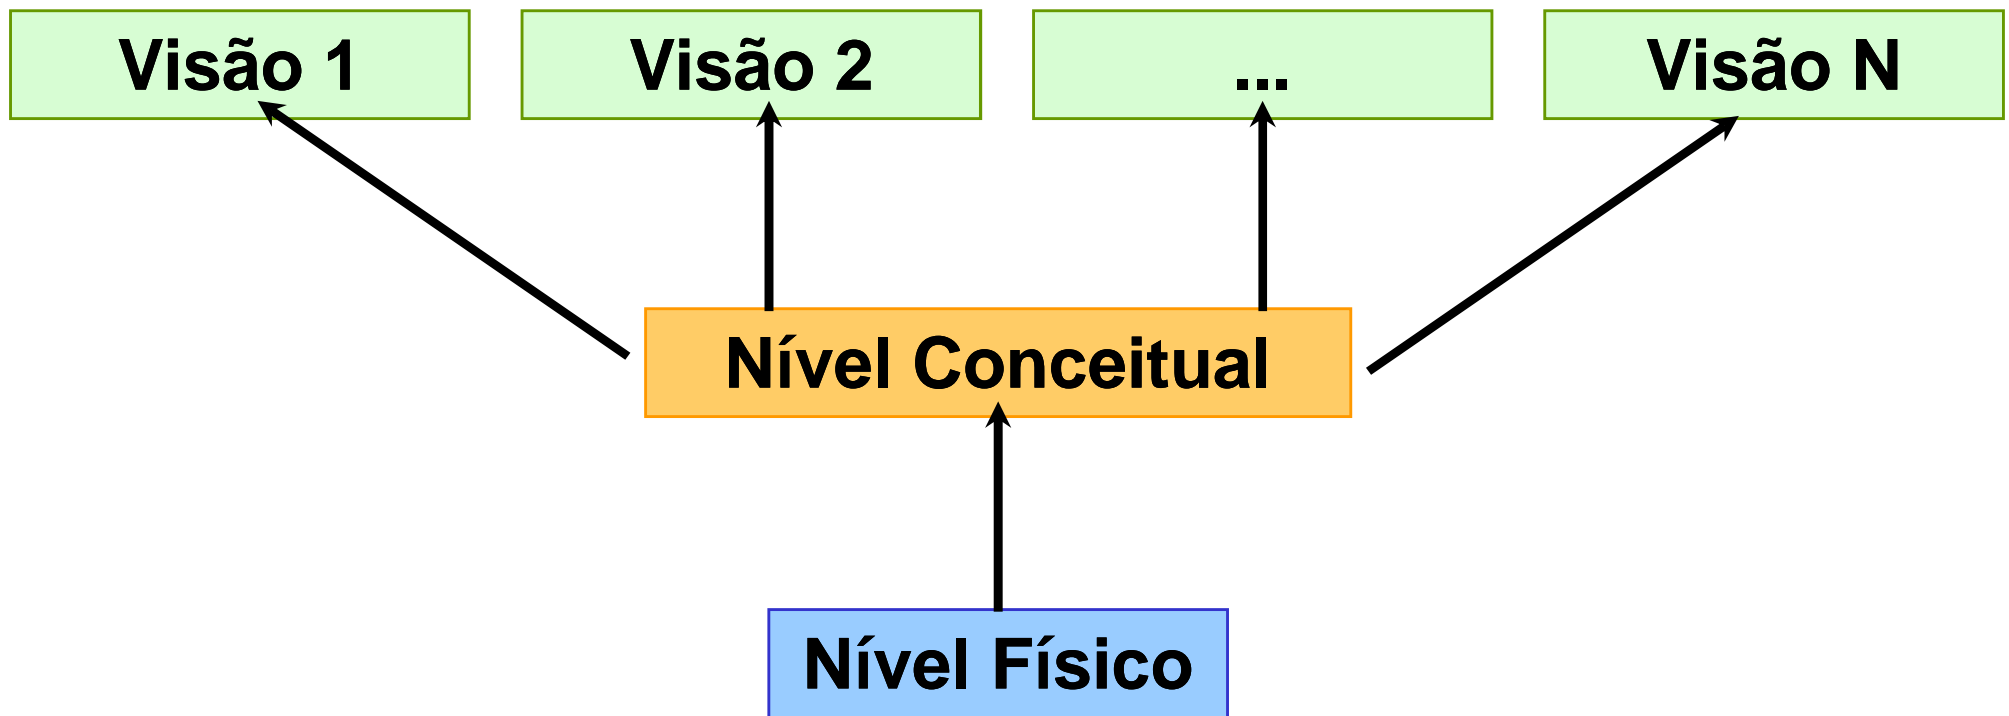 Visão 1
Visão 2
...
Visão N
Nível Conceitual
Nível Físico